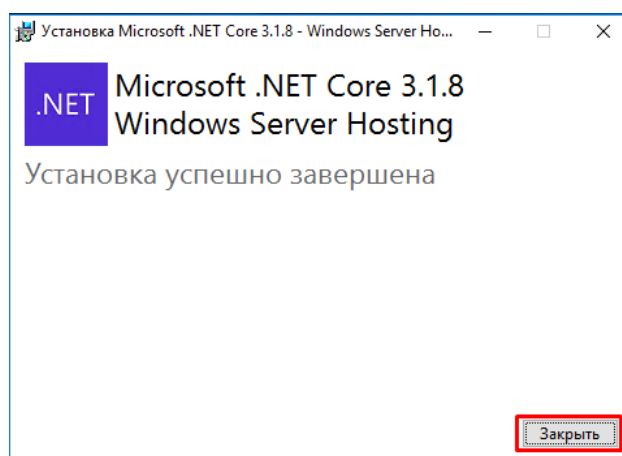 Установка Microsoft .NET Core 3.1.8 - Windows Server Ho...
.NET
Microsoft .NET Core 3.1.8
Windows Server Hosting
Установка успешно завершена
Закрыть